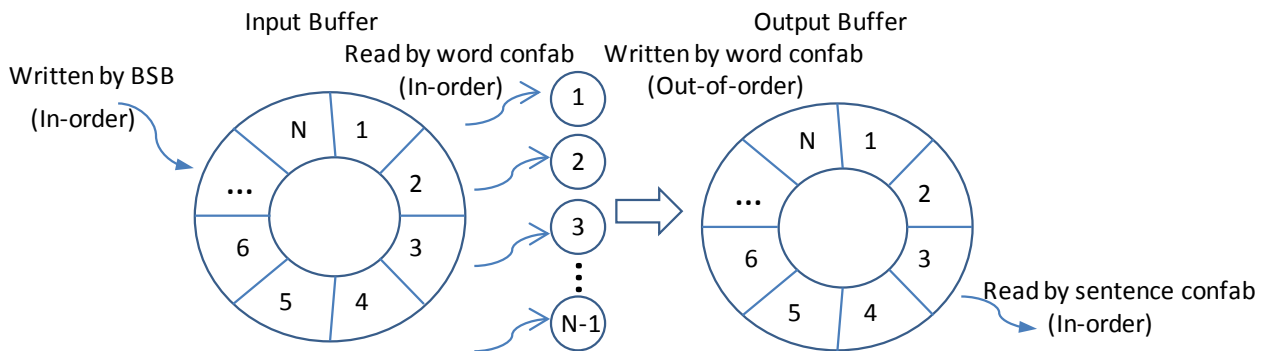 Input Buffer
Output Buffer
Written by BSB
(In-order)
Read by word confab
(In-order)
Written by word confab
(Out-of-order)
N
1
2
3
4
5
6
...
1
2
3
N-1
N
1
2
3
4
5
6
...
Read by sentence confab
(In-order)